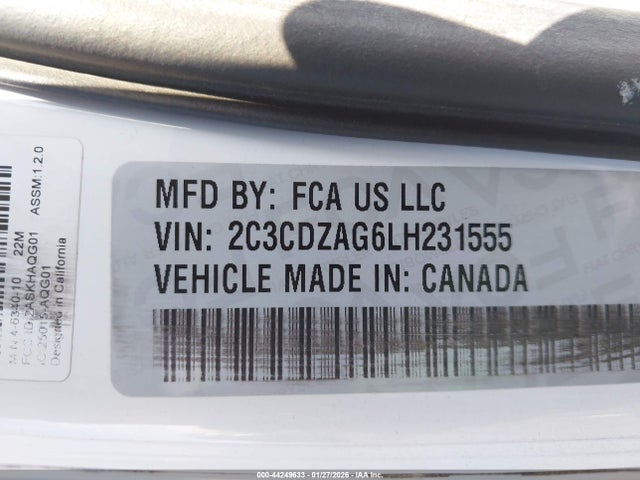 MFD BY: FCA US LLC
VIN: 2C3CDZAG6LH231555
VEHICLE MADE IN: CANADA
22M
ASSM:1.2.0
Designed in California
000-44249633 - 01/27/2026 - IAA Inc.